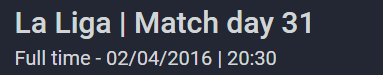 La Liga | Match day 31
Full time - 02/04/2016 | 20:30